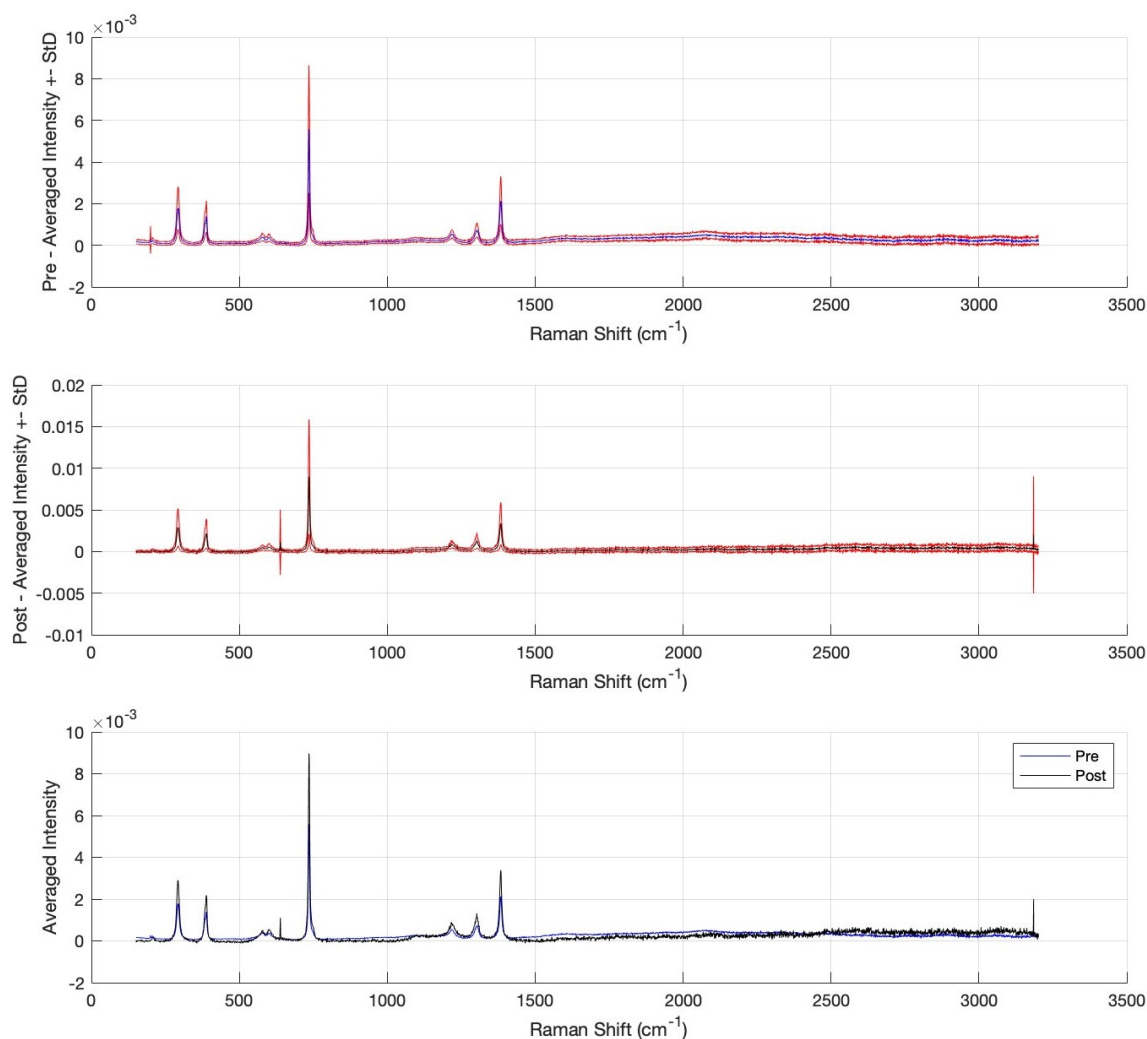 ×10⁻³
10
8
6
4
2
0
-2
Pre - Averaged Intensity +- StD
0 500 1000 1500 2000 2500 3000 3500
Raman Shift (cm⁻¹)
0.02
0.015
0.01
0.005
0
-0.005
-0.01
Post - Averaged Intensity +- StD
0 500 1000 1500 2000 2500 3000 3500
Raman Shift (cm⁻¹)
×10⁻³
10
8
6
4
2
0
-2
Averaged Intensity
Pre
Post
0 500 1000 1500 2000 2500 3000 3500
Raman Shift (cm⁻¹)